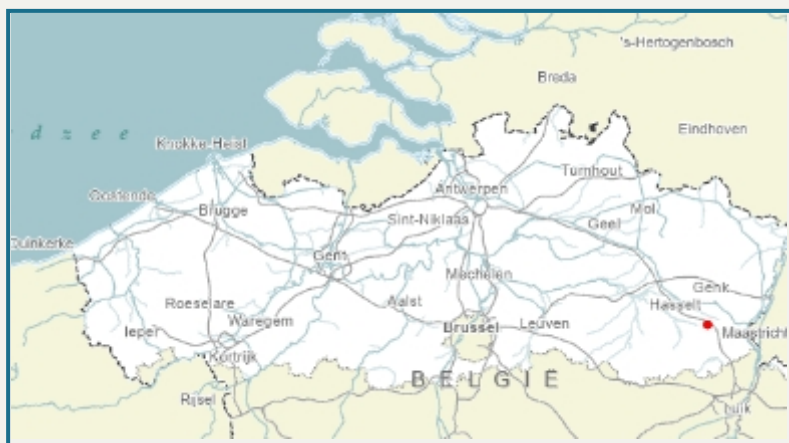 's-Hertogenbosch
Breda
Eindhoven
d z e e
Knokke-Heist
Turnhout
Antwerpen
Oostende
Mol
Brugge
Sint-Niklaas
Geel
Duinkerke
Gent
Mechelen
Genk
Roeselare
Aalst
Hasselt
Waregem
Brussel
Leuven
Ieper
Maastricht
Kortrijk
BELGIË
Rijsel
Luik